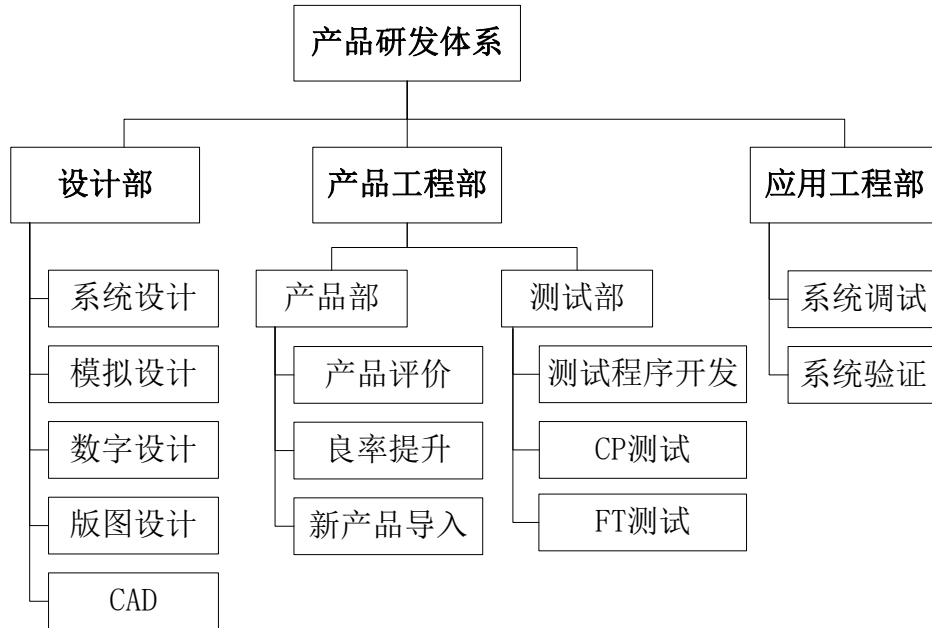 产品研发体系
设计部
产品工程部
应用工程部
系统设计
模拟设计
数字设计
版图设计
CAD
产品部
产品评价
良率提升
新产品导入
测试部
测试程序开发
CP测试
FT测试
系统调试
系统验证